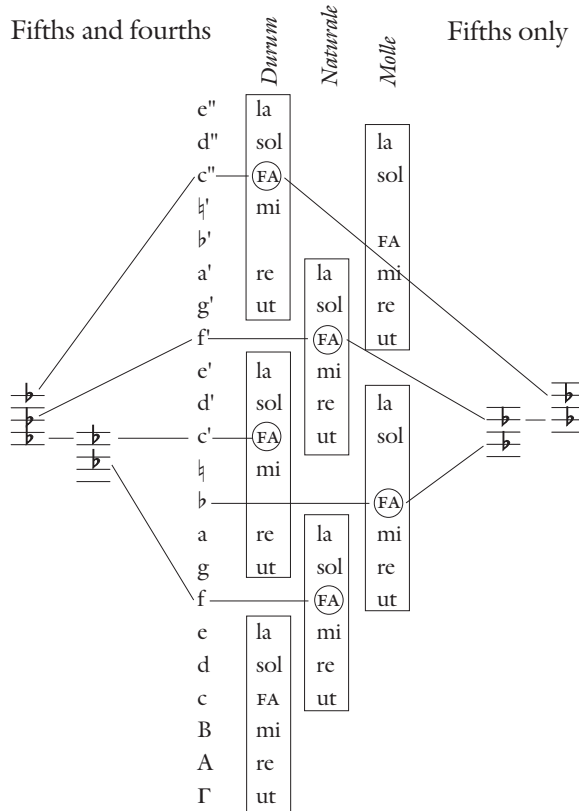 Fifths and fourths Durum Naturale Molle Fifths only
e" la
d" sol la
c" FA sol
♮' mi
♭' FA
a' re la mi
g' ut sol re
f' FA ut
e' la mi
d' sol re la
c' FA ut sol
♮ mi
♭ FA
a re la mi
g ut sol re
f FA ut
e la mi
d sol re
c FA ut
B mi
A re
Γ ut